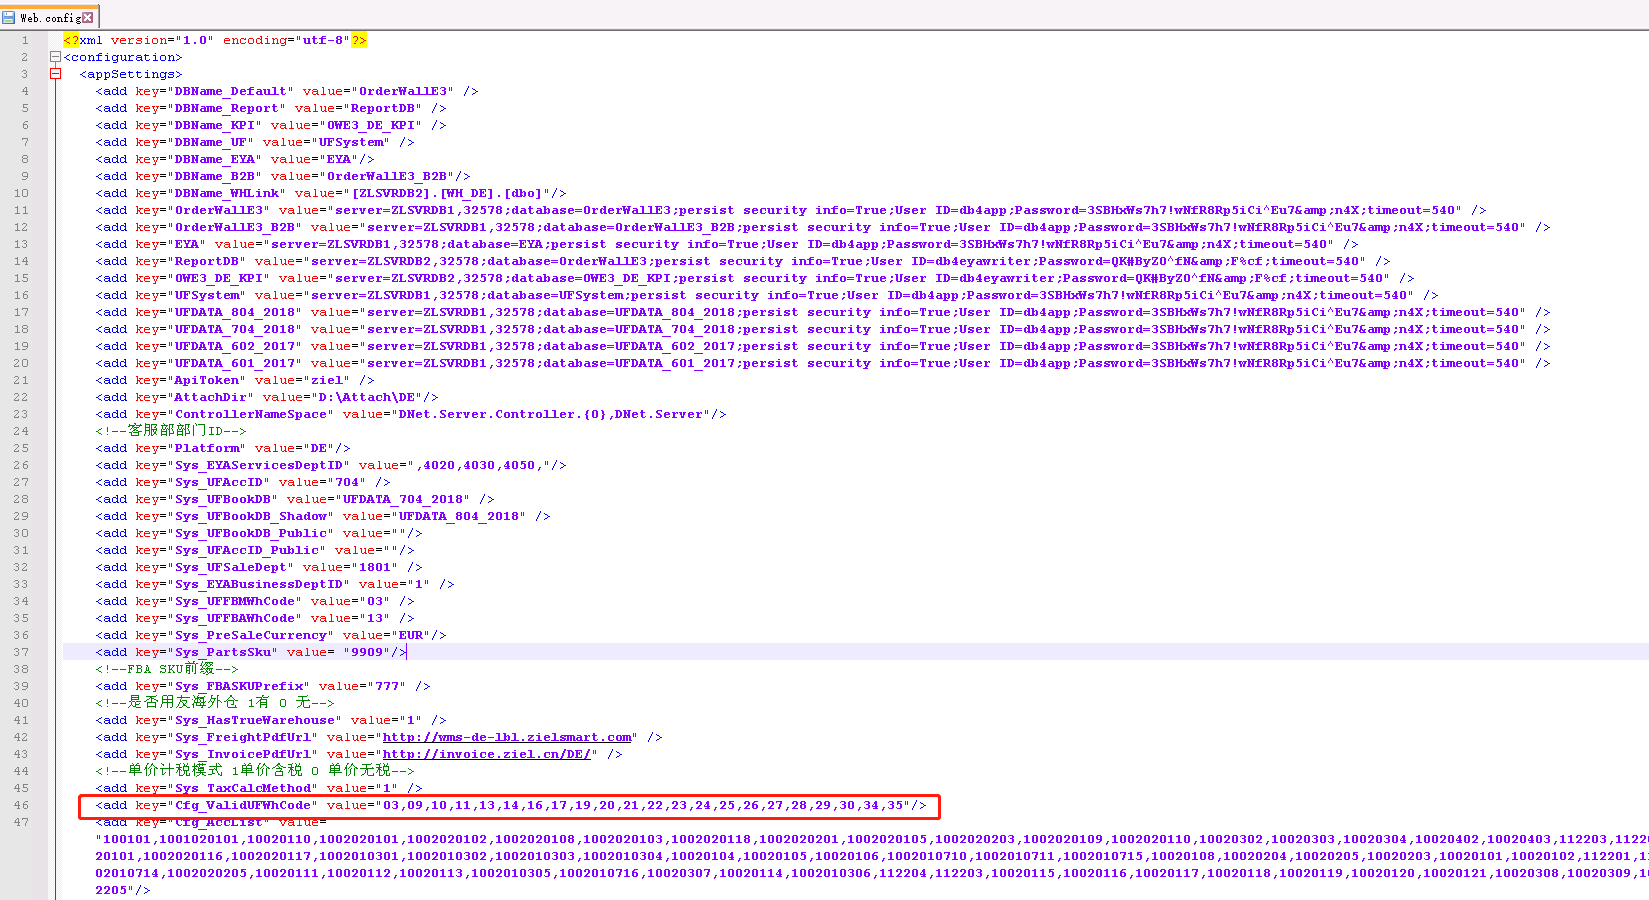 Web.config
1 <?xml version="1.0" encoding="utf-8"?>
2 <configuration>
3 <appSettings>
4 <add key="DBName_Default" value="OrderWallE3" />
5 <add key="DBName_Report" value="ReportDB" />
6 <add key="DBName_KPI" value="OWE3_DE_KPI" />
7 <add key="DBName_UF" value="UFSystem" />
8 <add key="DBName_EYA" value="EYA"/>
9 <add key="DBName_B2B" value="OrderWallE3_B2B"/>
10 <add key="DBName_WHLink" value="[ZLSVRDB2].[WH_DE].[dbo]"/>
11 <add key="OrderWallE3" value="server=ZLSVRDB1,32578;database=OrderWallE3;persist security info=True;User ID=db4app;Password=3SBHxWs7h7!wNfR8Rp5iCi^Eu7&amp;n4X;timeout=540" />
12 <add key="OrderWallE3_B2B" value="server=ZLSVRDB1,32578;database=OrderWallE3_B2B;persist security info=True;User ID=db4app;Password=3SBHxWs7h7!wNfR8Rp5iCi^Eu7&amp;n4X;timeout=540" />
13 <add key="EYA" value="server=ZLSVRDB1,32578;database=EYA;persist security info=True;User ID=db4app;Password=3SBHxWs7h7!wNfR8Rp5iCi^Eu7&amp;n4X;timeout=540" />
14 <add key="ReportDB" value="server=ZLSVRDB2,32578;database=OrderWallE3;persist security info=True;User ID=db4eyawriter;Password=QK#ByZO^fN&amp;F%cf;timeout=540" />
15 <add key="OWE3_DE_KPI" value="server=ZLSVRDB2,32578;database=OWE3_DE_KPI;persist security info=True;User ID=db4eyawriter;Password=QK#ByZO^fN&amp;F%cf;timeout=540" />
16 <add key="UFSystem" value="server=ZLSVRDB1,32578;database=UFSystem;persist security info=True;User ID=db4app;Password=3SBHxWs7h7!wNfR8Rp5iCi^Eu7&amp;n4X;timeout=540" />
17 <add key="UFDATA_804_2018" value="server=ZLSVRDB1,32578;database=UFDATA_804_2018;persist security info=True;User ID=db4app;Password=3SBHxWs7h7!wNfR8Rp5iCi^Eu7&amp;n4X;timeout=540" />
18 <add key="UFDATA_704_2018" value="server=ZLSVRDB1,32578;database=UFDATA_704_2018;persist security info=True;User ID=db4app;Password=3SBHxWs7h7!wNfR8Rp5iCi^Eu7&amp;n4X;timeout=540" />
19 <add key="UFDATA_602_2017" value="server=ZLSVRDB1,32578;database=UFDATA_602_2017;persist security info=True;User ID=db4app;Password=3SBHxWs7h7!wNfR8Rp5iCi^Eu7&amp;n4X;timeout=540" />
20 <add key="UFDATA_601_2017" value="server=ZLSVRDB1,32578;database=UFDATA_601_2017;persist security info=True;User ID=db4app;Password=3SBHxWs7h7!wNfR8Rp5iCi^Eu7&amp;n4X;timeout=540" />
21 <add key="ApiToken" value="ziel" />
22 <add key="AttachDir" value="D:\Attach\DE"/>
23 <add key="ControllerNameSpace" value="DNet.Server.Controller.{0},DNet.Server"/>
24 <!--客服部部门ID-->
25 <add key="Platform" value="DE"/>
26 <add key="Sys_EYAServicesDeptID" value=",4020,4030,4050,"/>
27 <add key="Sys_UFAccID" value="704" />
28 <add key="Sys_UFBookDB" value="UFDATA_704_2018" />
29 <add key="Sys_UFBookDB_Shadow" value="UFDATA_804_2018" />
30 <add key="Sys_UFBookDB_Public" value=""/>
31 <add key="Sys_UFAccID_Public" value=""/>
32 <add key="Sys_UFSaleDept" value="1801" />
33 <add key="Sys_EYABusinessDeptID" value="1" />
34 <add key="Sys_UFFBMWhCode" value="03" />
35 <add key="Sys_UFFBAWhCode" value="13" />
36 <add key="Sys_PreSaleCurrency" value="EUR"/>
37 <add key="Sys_PartsSku" value= "9909"/>
38 <!--FBA SKU前缀-->
39 <add key="Sys_FBASKUPrefix" value="777" />
40 <!--是否用友海外仓 1有 0 无-->
41 <add key="Sys_HasTrueWarehouse" value="1" />
42 <add key="Sys_FreightPdfUrl" value="http://wms-de-lbl.zielsmart.com" />
43 <add key="Sys_InvoicePdfUrl" value="http://invoice.ziel.cn/DE/" />
44 <!--单价计税模式 1单价含税 0 单价无税-->
45 <add key="Sys_TaxCalcMethod" value="1" />
46 <add key="Cfg_ValidUFWhCode" value="03,09,10,11,13,14,16,17,19,20,21,22,23,24,25,26,27,28,29,30,34,35"/>
47 <add key="Cfg_AccList" value=
"100101,1001020101,10020110,1002020101,1002020102,1002020108,1002020103,1002020118,1002020201,1002020105,1002020203,1002020109,1002020110,10020302,10020303,10020304,10020402,10020403,112203,1122
20101,1002020116,1002020117,1002010301,1002010302,1002010303,1002010304,10020104,10020105,10020106,1002010710,1002010711,1002010715,10020108,10020204,10020205,10020203,10020101,10020102,112201,1
02010714,1002020205,10020111,10020112,10020113,1002010305,1002010716,10020307,10020114,1002010306,112204,112203,10020115,10020116,10020117,10020118,10020119,10020120,10020121,10020308,10020309,1
2205"/>